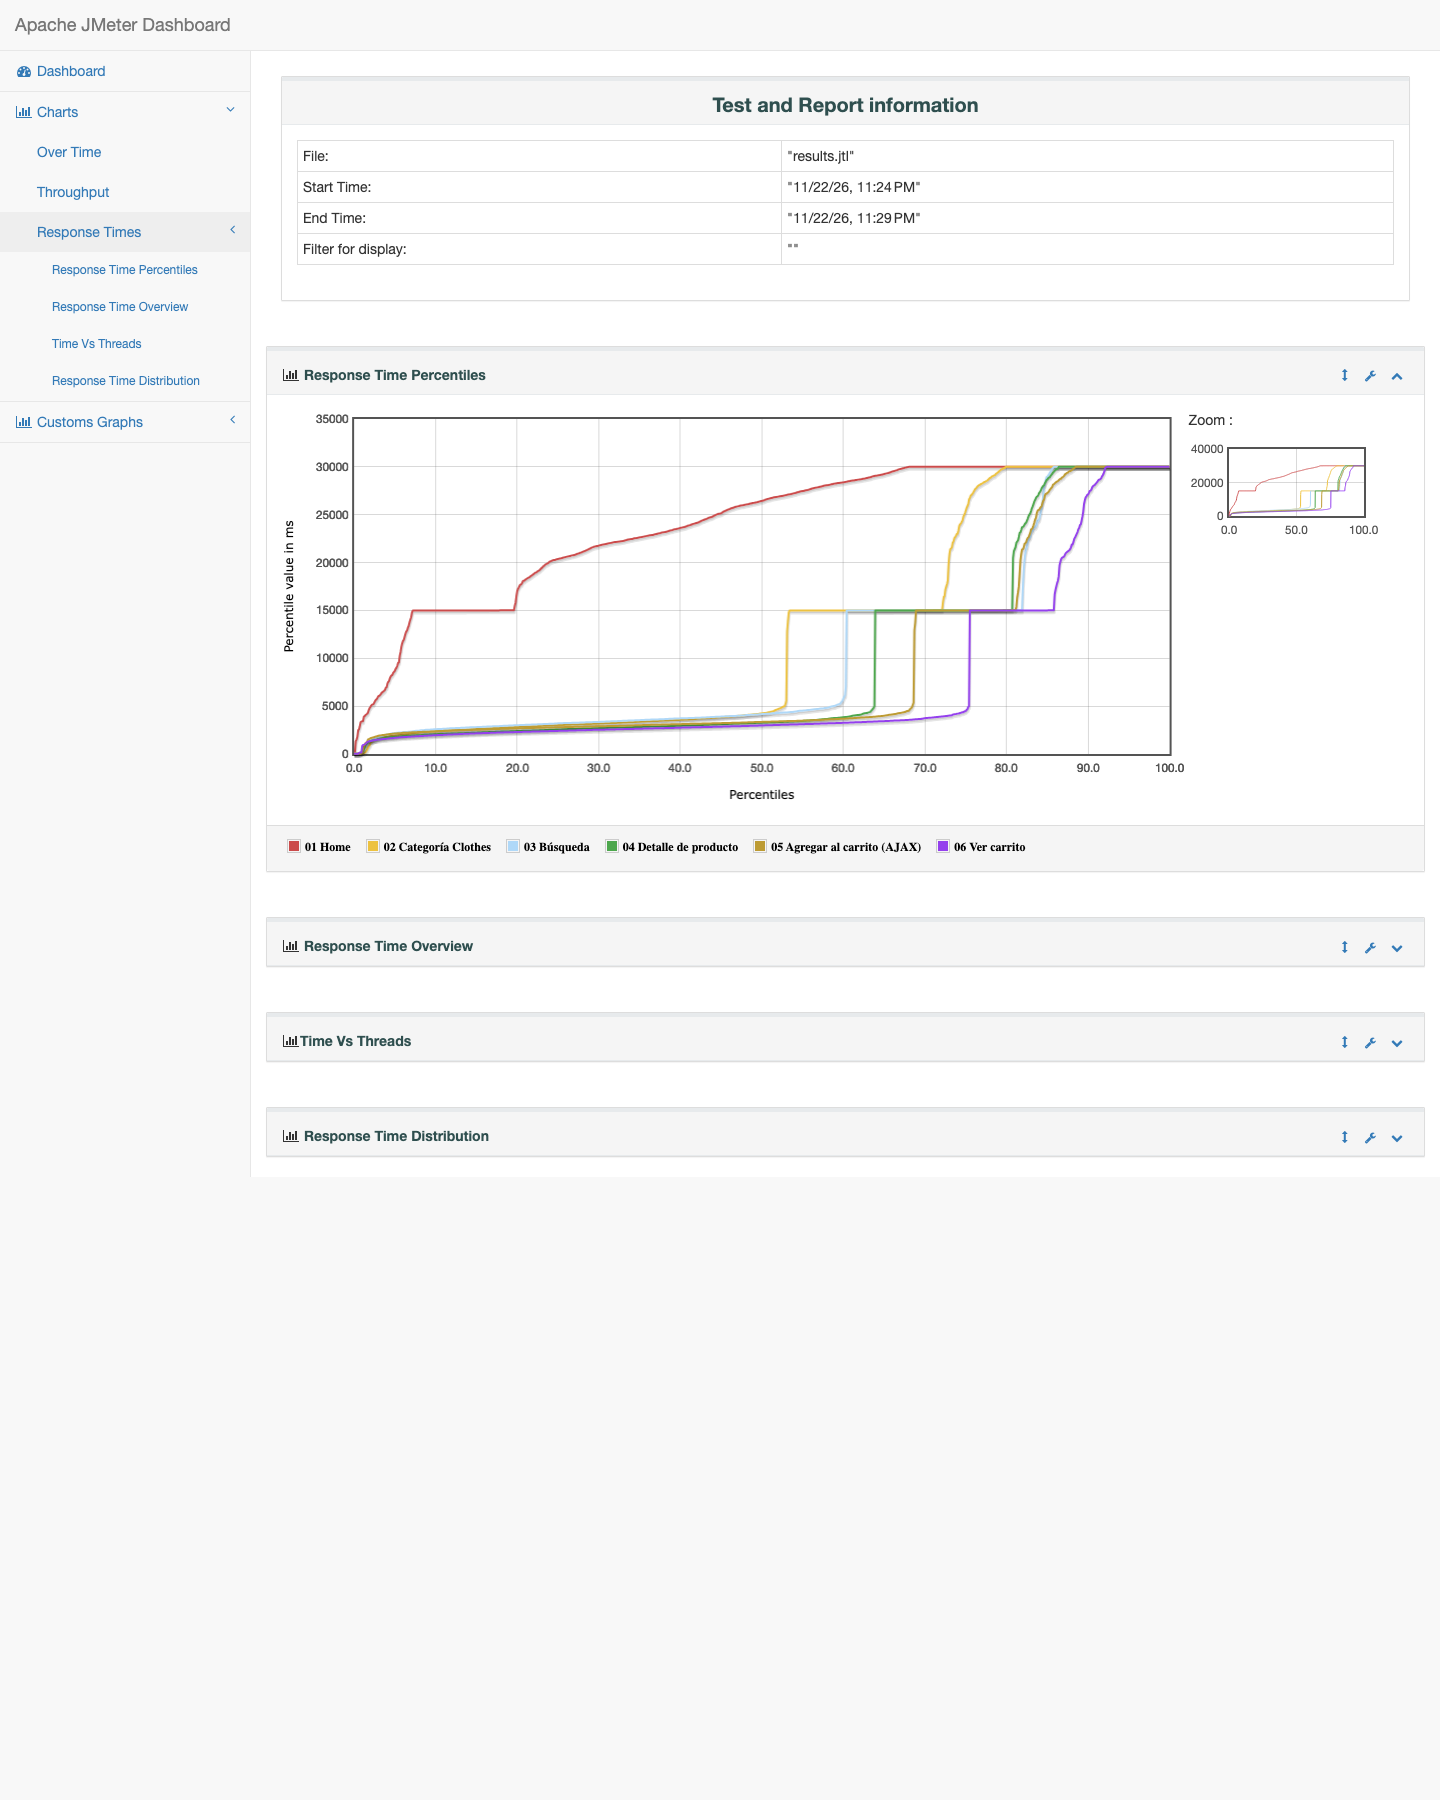 Apache JMeter Dashboard
Dashboard
Charts
Over Time
Throughput
Response Times
Response Time Percentiles
Response Time Overview
Time Vs Threads
Response Time Distribution
Customs Graphs
Test and Report information
File: "results.jtl"
Start Time: "11/22/26, 11:24 PM"
End Time: "11/22/26, 11:29 PM"
Filter for display: ""
Response Time Percentiles
Percentile value in ms
35000
30000
25000
20000
15000
10000
5000
0
0.0 10.0 20.0 30.0 40.0 50.0 60.0 70.0 80.0 90.0 100.0
Percentiles
Zoom :
40000
20000
0
0.0 50.0 100.0
01 Home 02 Categoría Clothes 03 Búsqueda 04 Detalle de producto 05 Agregar al carrito (AJAX) 06 Ver carrito
Response Time Overview
Time Vs Threads
Response Time Distribution